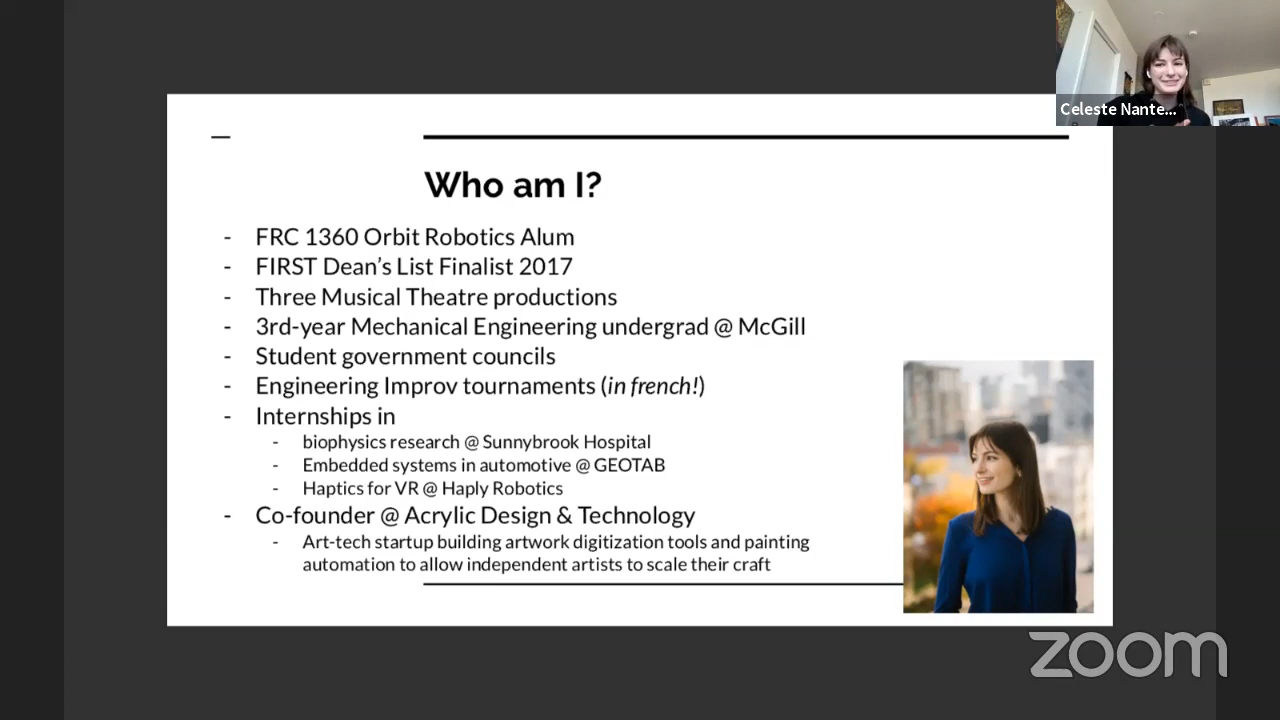 Celeste Nante...
Who am I?
- FRC 1360 Orbit Robotics Alum
- FIRST Dean’s List Finalist 2017
- Three Musical Theatre productions
- 3rd-year Mechanical Engineering undergrad @ McGill
- Student government councils
- Engineering Improv tournaments (in french!)
- Internships in
- biophysics research @ Sunnybrook Hospital
- Embedded systems in automotive @ GEOTAB
- Haptics for VR @ Haply Robotics
- Co-founder @ Acrylic Design & Technology
- Art-tech startup building artwork digitization tools and painting
automation to allow independent artists to scale their craft
zoom